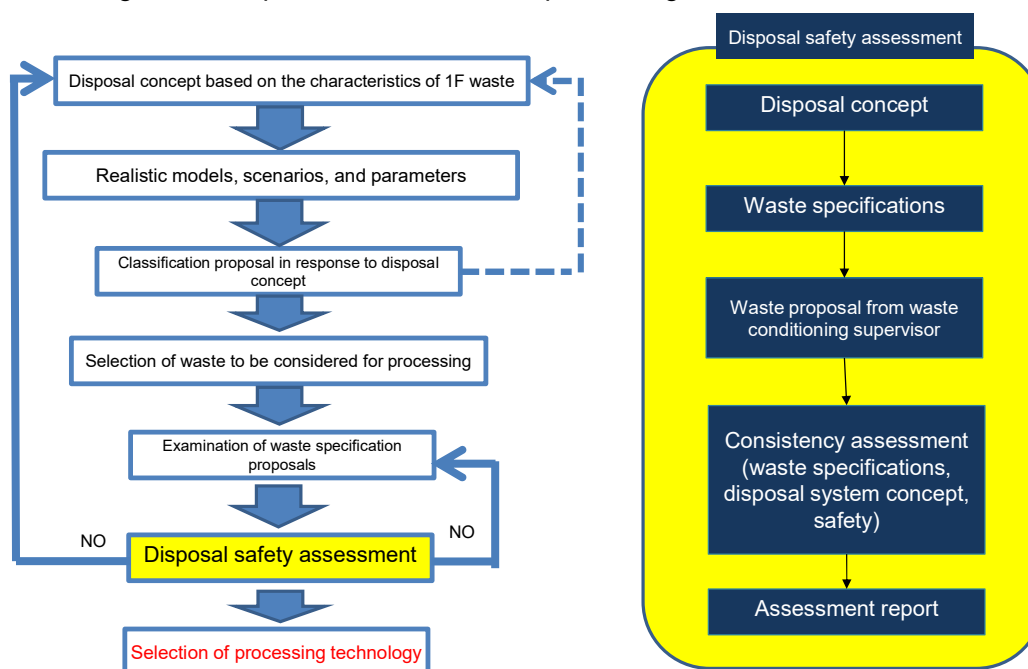 Disposal concept based on the characteristics of 1F waste
Realistic models, scenarios, and parameters
Classification proposal in response to disposal
concept
Selection of waste to be considered for processing
Examination of waste specification
proposals
NO
Disposal safety assessment
NO
Selection of processing technology
Disposal safety assessment
Disposal concept
Waste specifications
Waste proposal from waste
conditioning supervisor
Consistency assessment
(waste specifications,
disposal system concept,
safety)
Assessment report